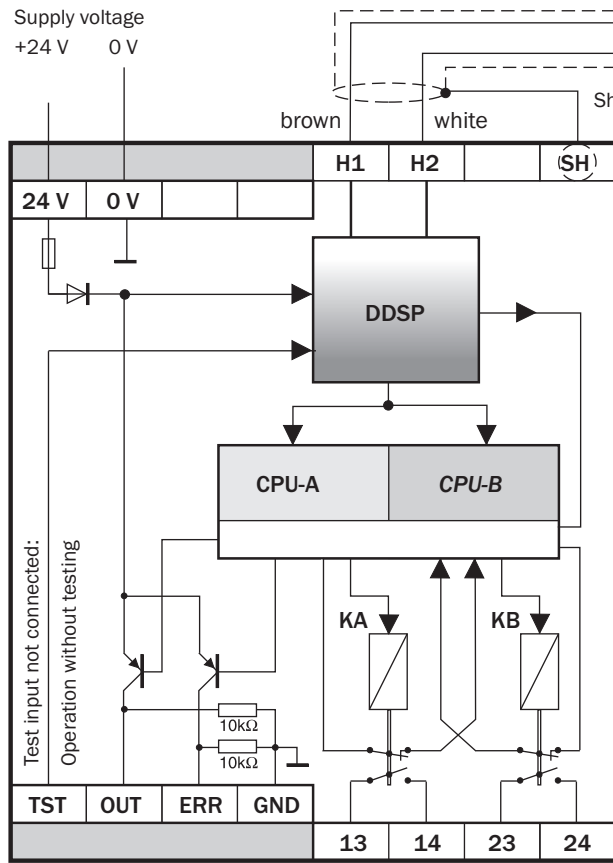 Supply voltage
+24 V 0 V
Sh
brown white
H1 H2 SH
24 V 0 V
DDSP
CPU-A CPU-B
Test input not connected:
Operation without testing
KA KB
10kΩ
10kΩ
TST OUT ERR GND
13 14 23 24